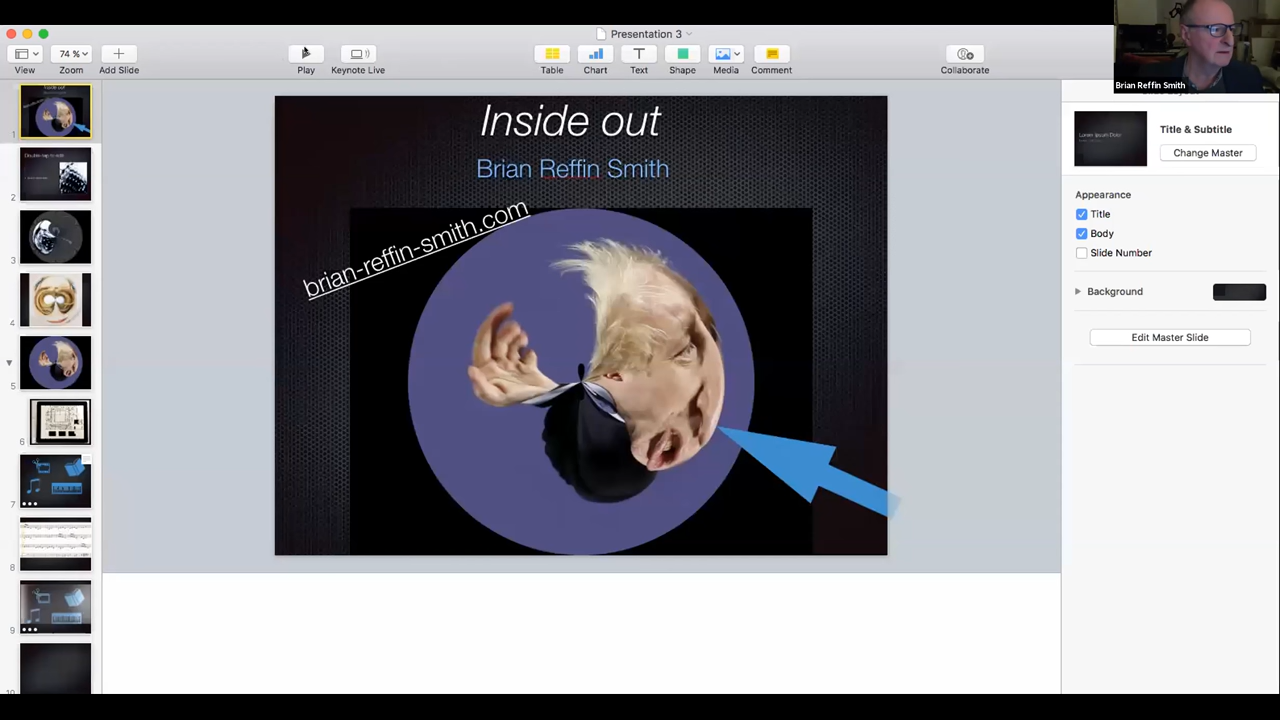 Presentation 3
74 %
View
Zoom
Add Slide
Play
Keynote Live
Table
Chart
Text
Shape
Media
Comment
Collaborate
Brian Reffin Smith
Inside out
Brian Reffin Smith
brian-reffin-smith.com
1
2
3
4
5
6
7
8
9
Title & Subtitle
Change Master
Appearance
Title
Body
Slide Number
Background
Edit Master Slide